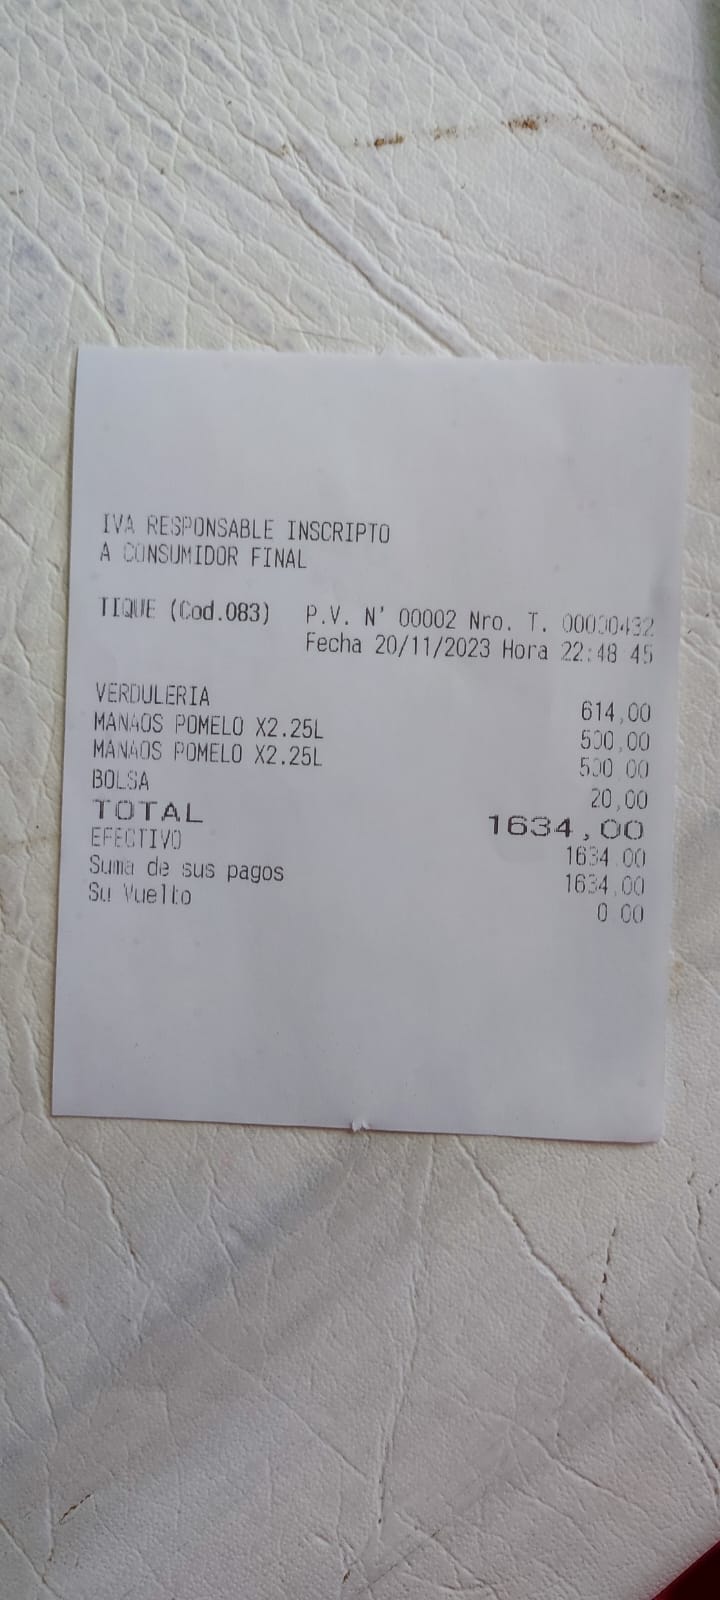 IVA RESPONSABLE INSCRIPTO
A CONSUMIDOR FINAL
TIQUE (Cod.083) P.V. N' 00002 Nro. T. 00000432
Fecha 20/11/2023 Hora 22:48 45
VERDULERIA 614,00
MANAOS POMELO X2.25L 500,00
MANAOS POMELO X2.25L 500 00
BOLSA 20,00
TOTAL 1634,00
EFECTIVO 1634 00
Suma de sus pagos 1634,00
Su Vuelto 0 00